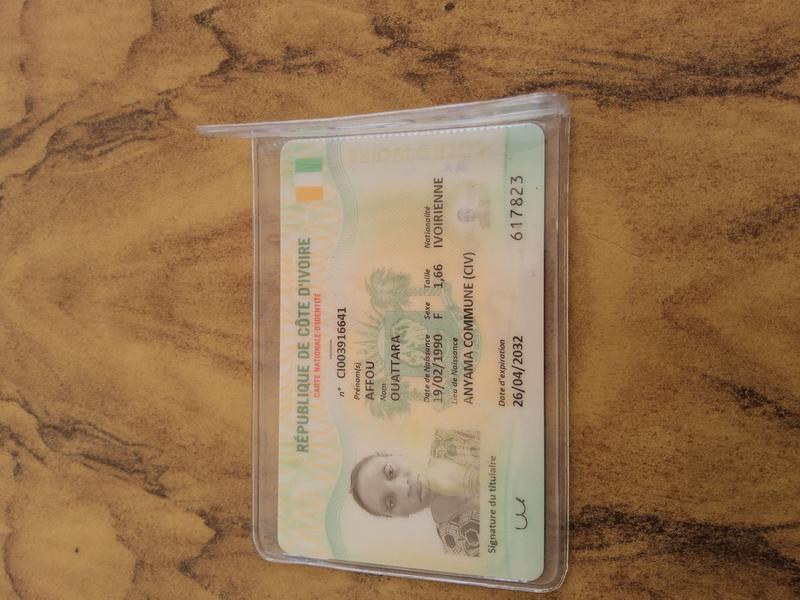 RÉPUBLIQUE DE CÔTE D'IVOIRE
CARTE NATIONALE D'IDENTITÉ
n° CI003916641
Prénom(s)
AFFOU
Nom
OUATTARA
Date de Naissance Sexe Taille Nationalité
19/02/1990 F 1,66 IVOIRIENNE
Lieu de Naissance
ANYAMA COMMUNE (CIV)
Signature du titulaire
Date d'expiration
26/04/2032
617823